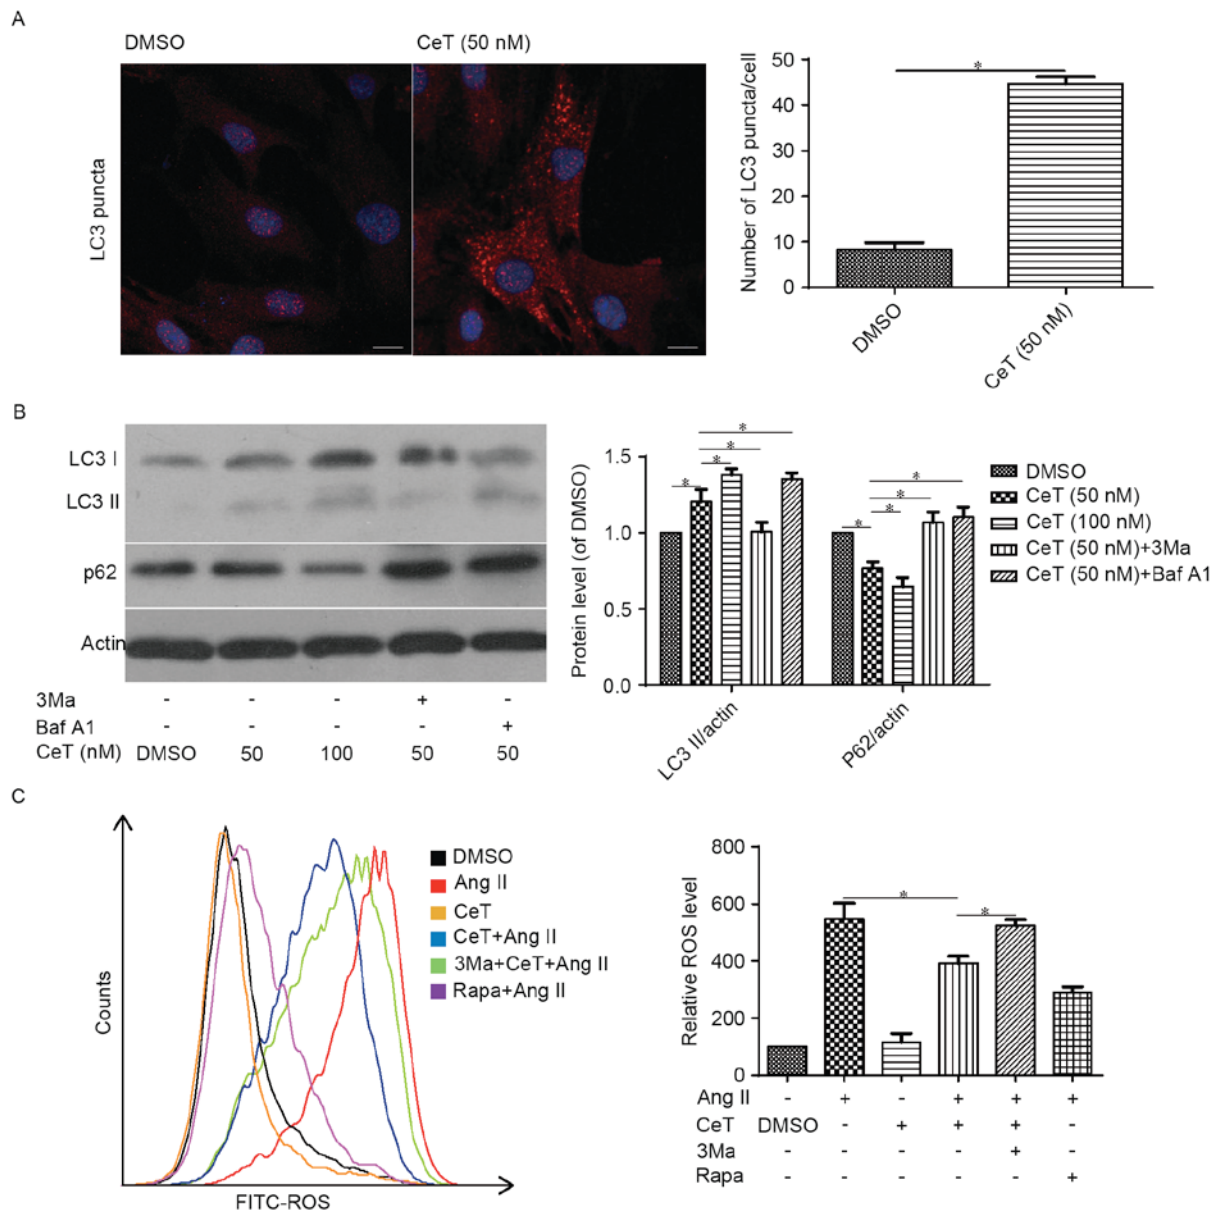 A
DMSO
CeT (50 nM)
LC3 puncta
Number of LC3 puncta/cell
50
40
30
20
10
0
*
DMSO
CeT (50 nM)
B
LC3 I
LC3 II
p62
Actin
3Ma - - - + -
Baf A1 - - - - +
CeT (nM) DMSO 50 100 50 50
Protein level (of DMSO)
1.5
1.0
0.5
0.0
* * * *
* * * *
LC3 II/actin
P62/actin
DMSO
CeT (50 nM)
CeT (100 nM)
CeT (50 nM)+3Ma
CeT (50 nM)+Baf A1
C
Counts
FITC-ROS
DMSO
Ang II
CeT
CeT+Ang II
3Ma+CeT+Ang II
Rapa+Ang II
Relative ROS level
800
600
400
200
0
* *
Ang II - + - + + +
CeT DMSO - + + + -
3Ma - - - - + -
Rapa - - - - - +